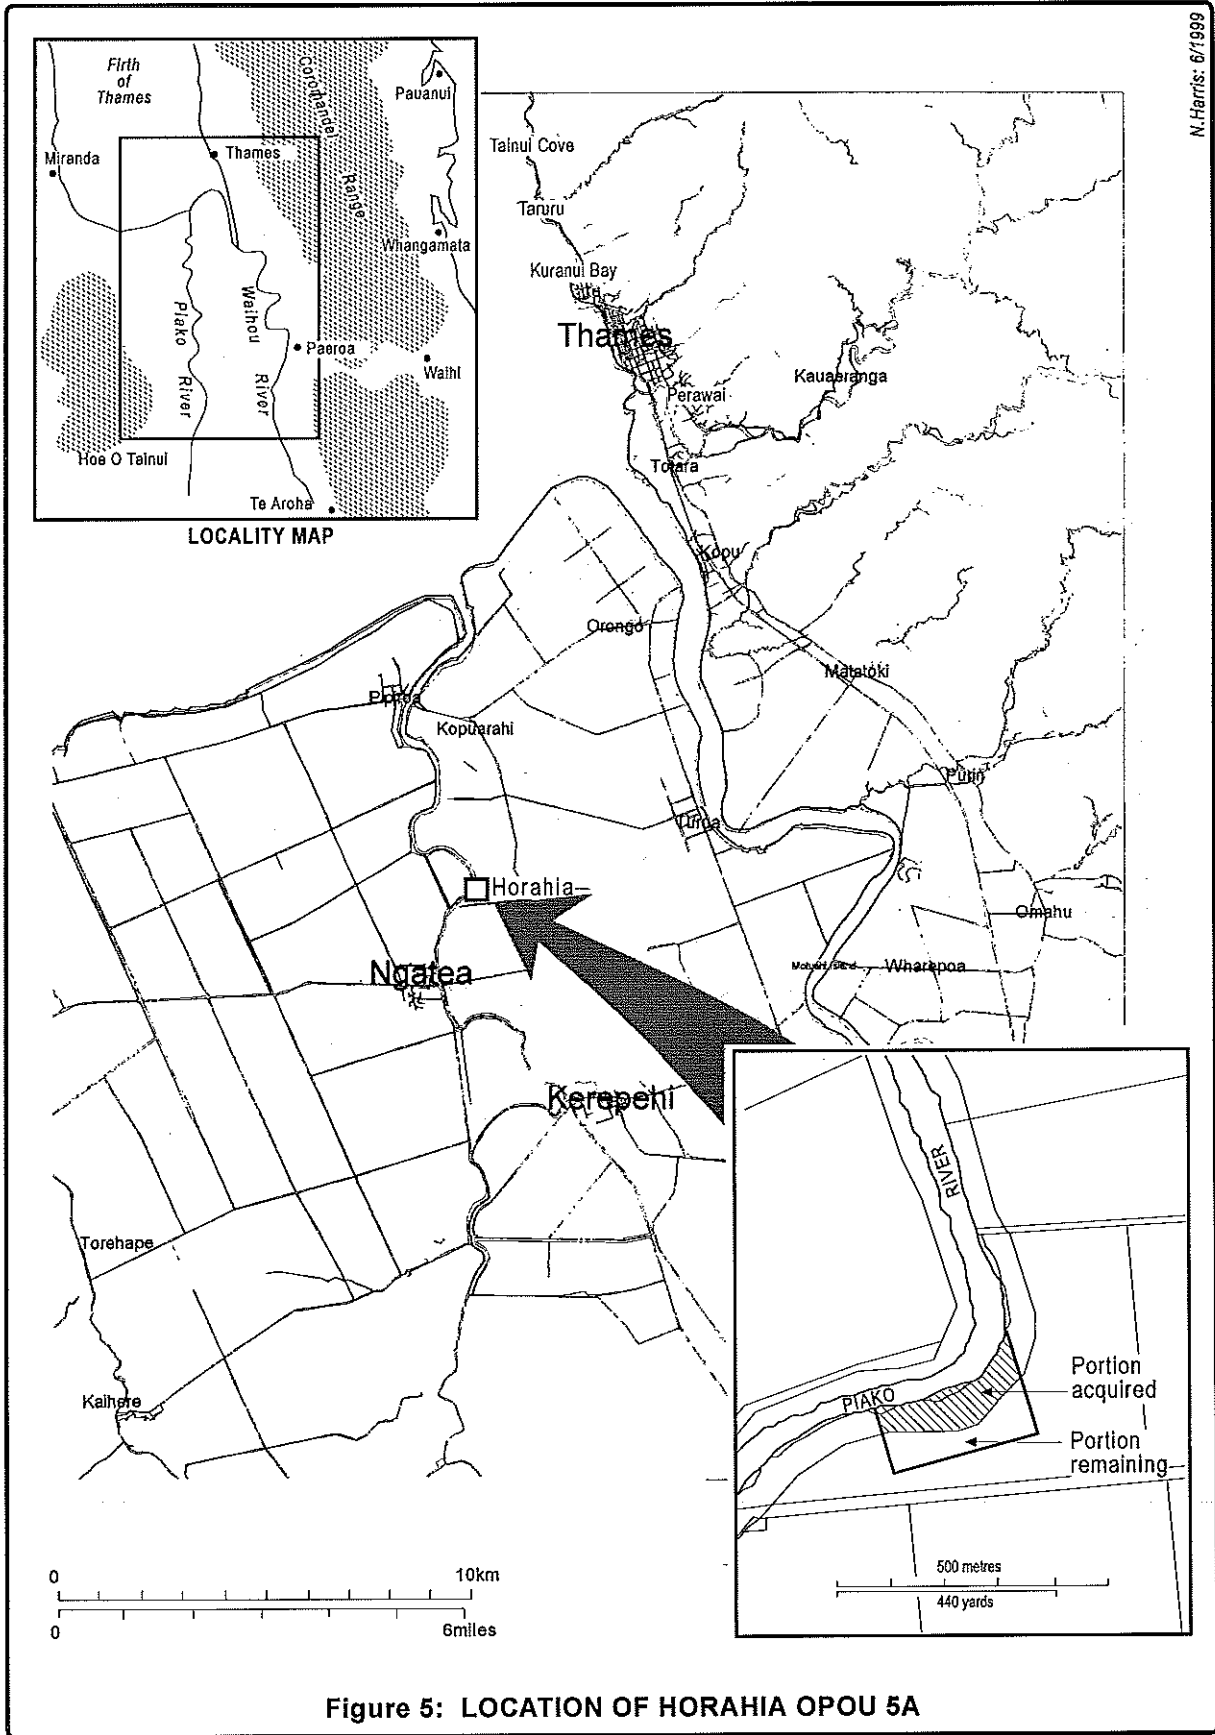 N.Harris: 6/1999
Firth
of
Thames
Coromandel
Range
Pauanui
Miranda
Thames
Whangamata
Piako
River
Waihou
River
Paeroa
Waihi
Hoe O Tainui
Te Aroha
LOCALITY MAP
Tainui Cove
Taruru
Kuranui Bay
Thames
Kauaeranga
Perawai
Totara
Kopu
Orongo
Matatoki
Pipiroa
Kopuarahi
Puriri
Turua
Horahia
Omahu
Wharepoa
Ngatea
Kerepehi
Torehape
Kaihere
RIVER
PIAKO
Portion
acquired
Portion
remaining
500 metres
440 yards
0
10km
0
6miles
Figure 5: LOCATION OF HORAHIA OPOU 5A